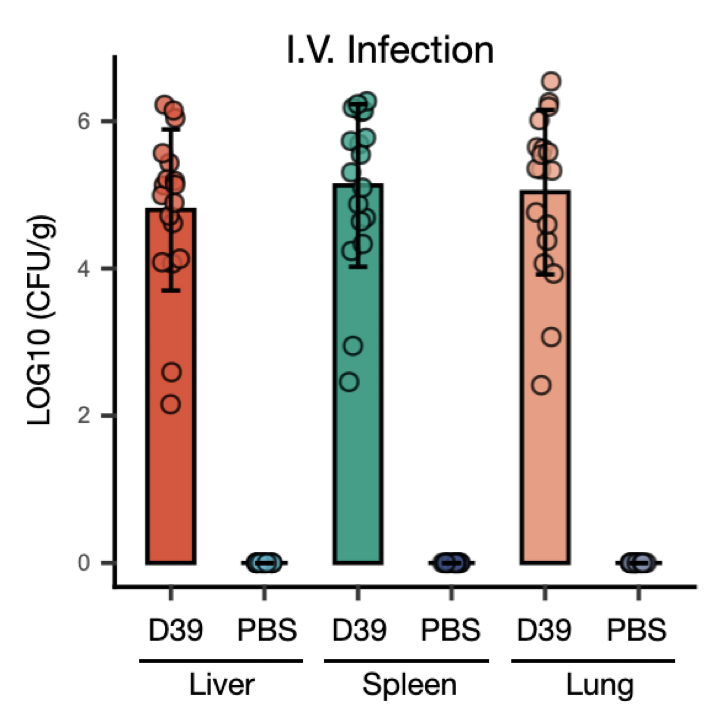 I.V. Infection
LOG10 (CFU/g)
6
4
2
0
D39 PBS D39 PBS D39 PBS
Liver Spleen Lung